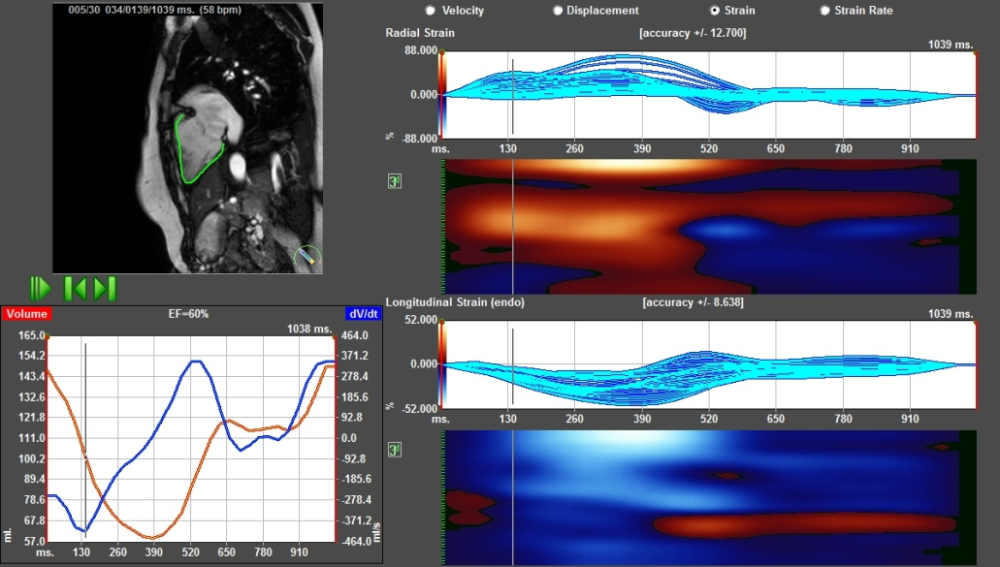 005/30 034/0139/1039 ms. (58 bpm)
Velocity Displacement Strain Strain Rate
Radial Strain [accuracy +/- 12.700]
1039 ms.
88.000
0.000
% -88.000
ms. 130 260 390 520 650 780 910
Longitudinal Strain (endo) [accuracy +/- 8.638]
1039 ms.
52.000
0.000
% -52.000
ms. 130 260 390 520 650 780 910
Volume EF=60% dV/dt
1038 ms.
165.0 464.0
154.2 371.2
143.4 278.4
132.6 185.6
121.8 92.8
111.0 0.0
100.2 -92.8
89.4 -185.6
78.6 -278.4
67.8 -371.2
57.0 -464.0
ml. ml/s
ms. 130 260 390 520 650 780 910